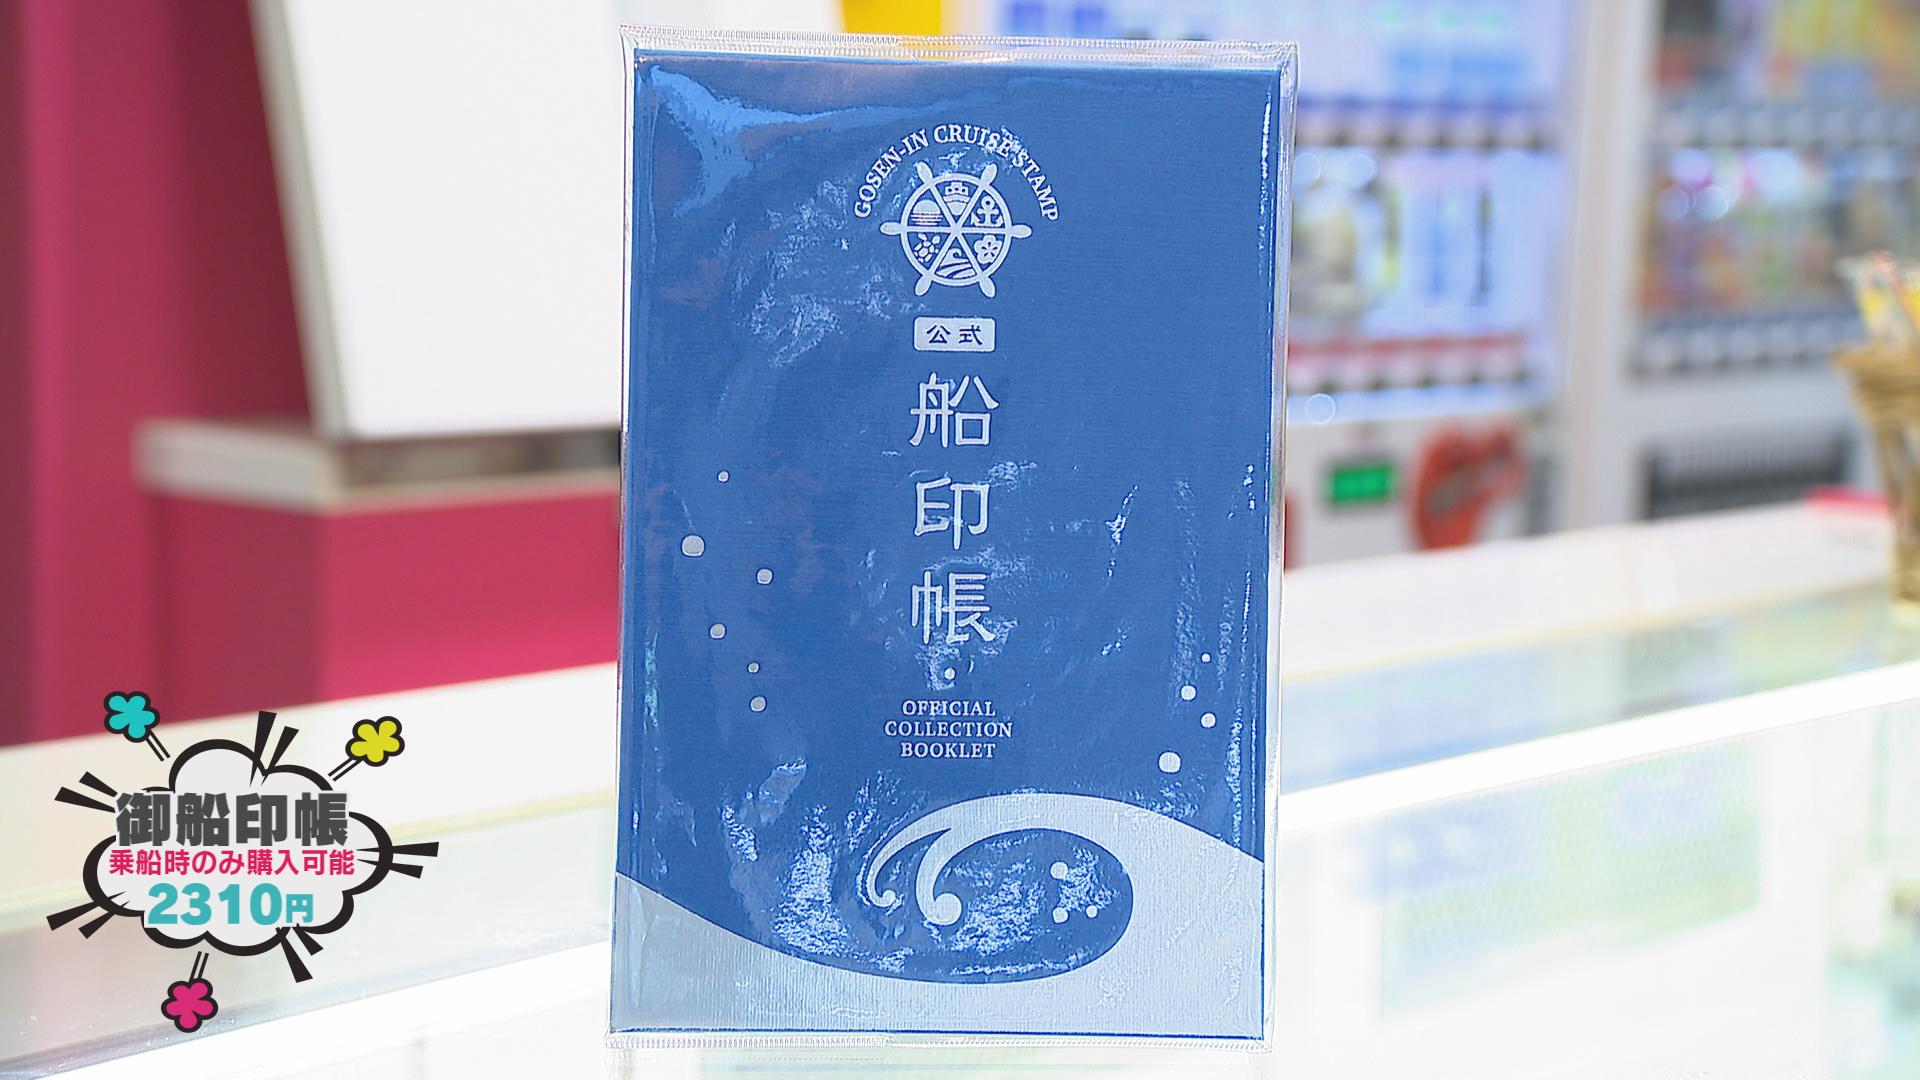 GOSEN-IN CRUISE STAMP
公式
船印帳
OFFICIAL
COLLECTION
BOOKLET
御船印帳
乗船時のみ購入可能
2310円